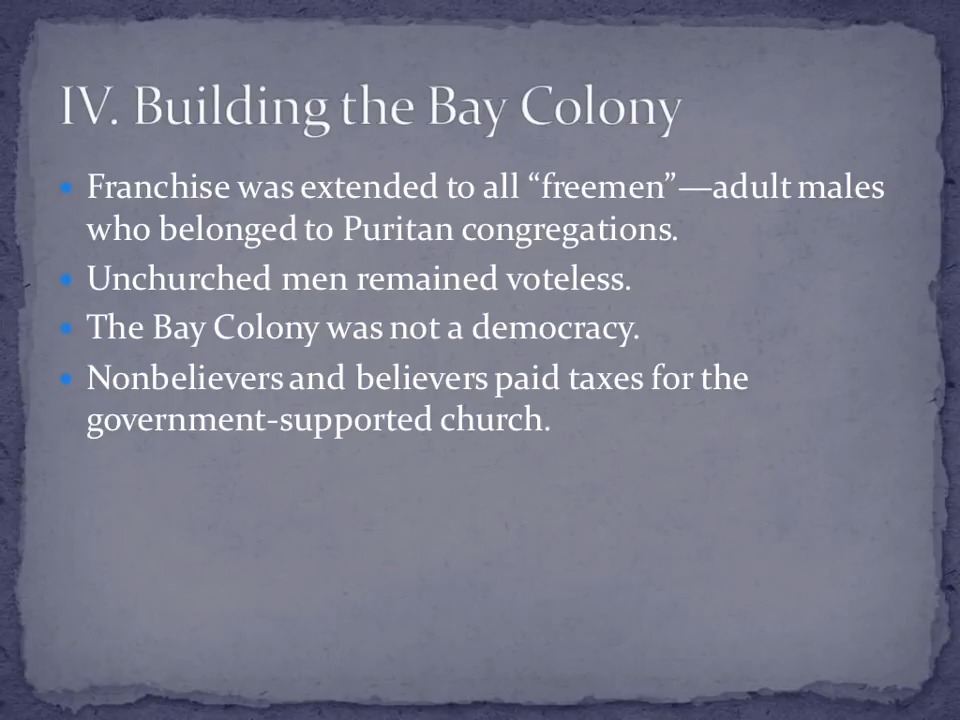 IV. Building the Bay Colony
• Franchise was extended to all “freemen”—adult males
who belonged to Puritan congregations.
• Unchurched men remained voteless.
• The Bay Colony was not a democracy.
• Nonbelievers and believers paid taxes for the
government-supported church.